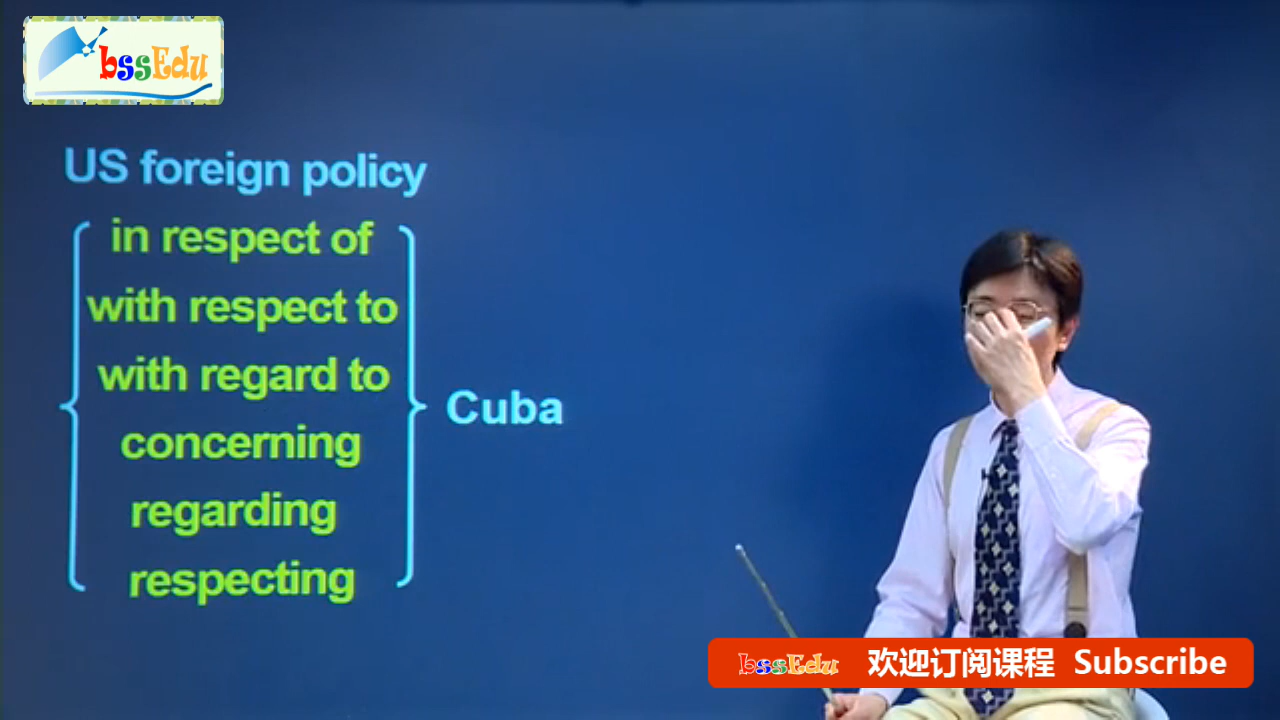 bssEdu
US foreign policy
in respect of
with respect to
with regard to
concerning
regarding
respecting
Cuba
bssEdu 欢迎订阅课程 Subscribe